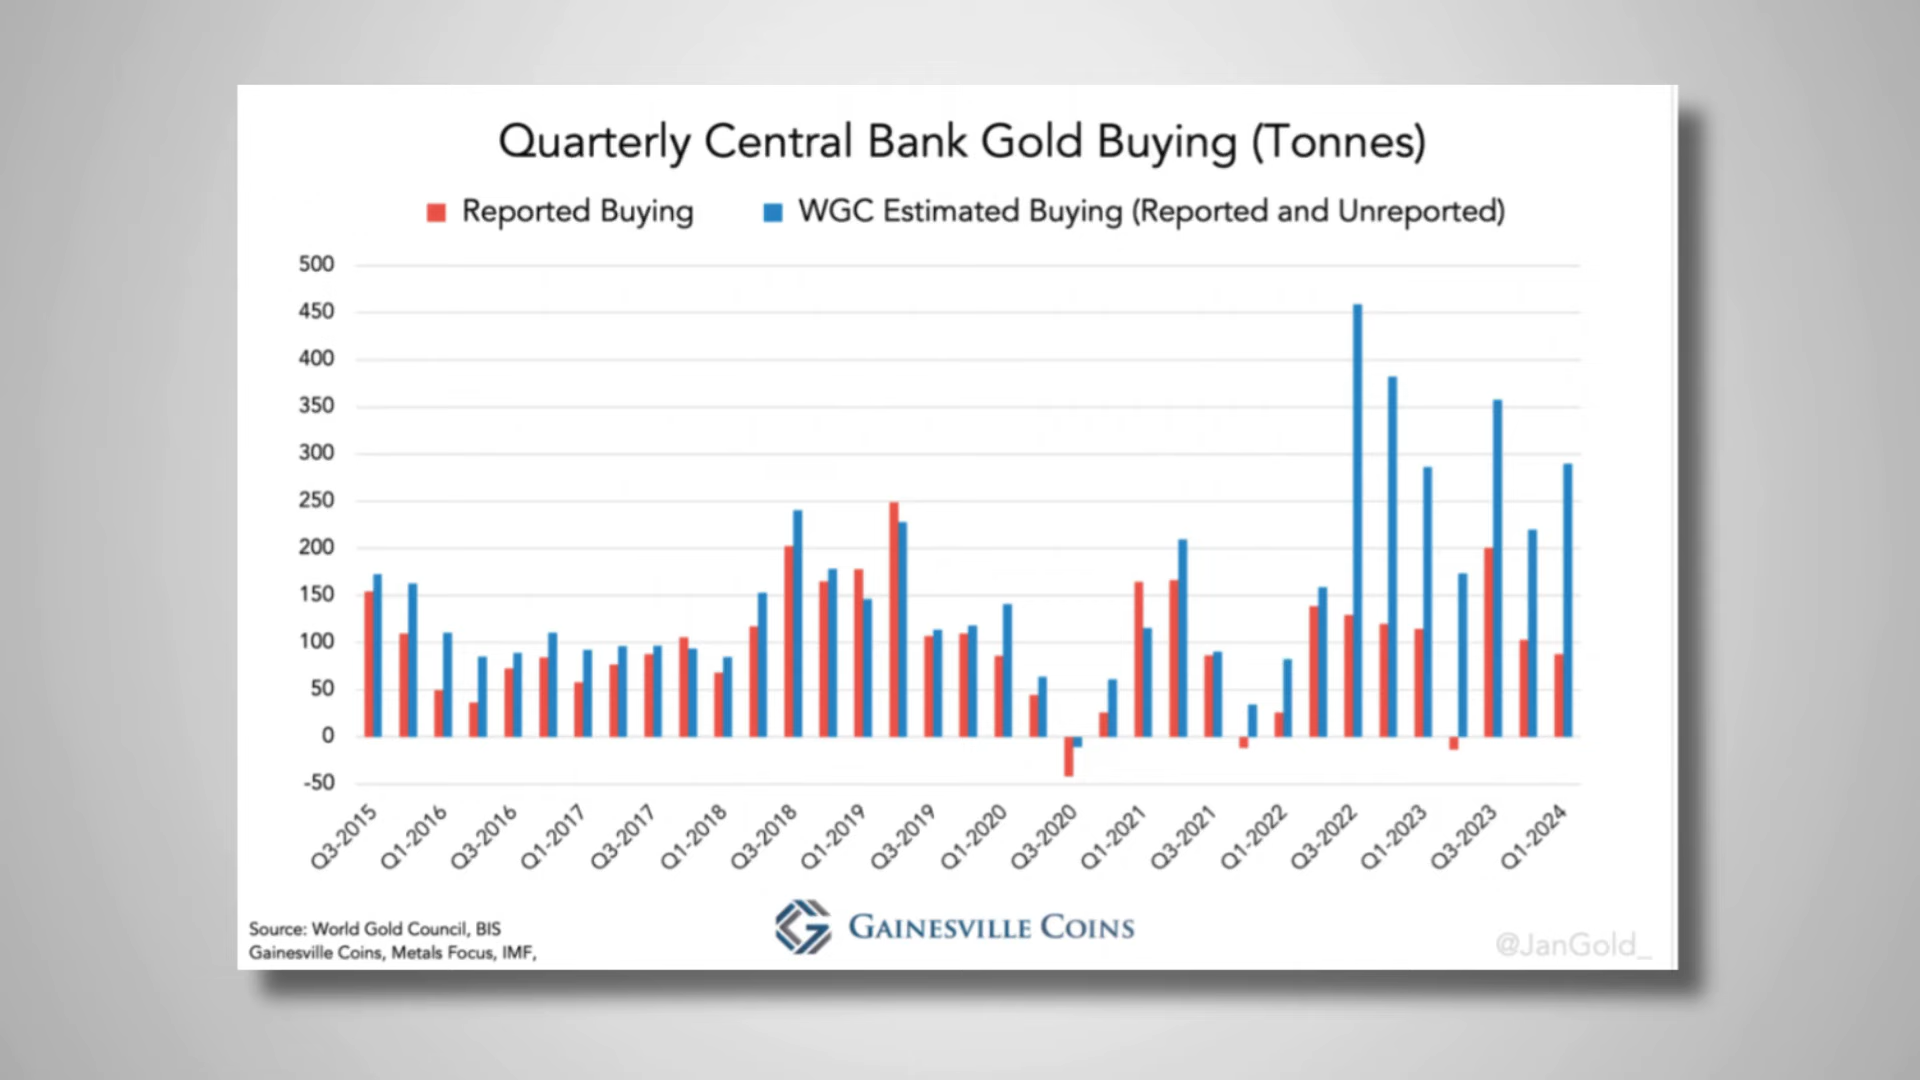 Quarterly Central Bank Gold Buying (Tonnes)
Reported Buying
WGC Estimated Buying (Reported and Unreported)
500
450
400
350
300
250
200
150
100
50
0
-50
Q3-2015
Q1-2016
Q3-2016
Q1-2017
Q3-2017
Q1-2018
Q3-2018
Q1-2019
Q3-2019
Q1-2020
Q3-2020
Q1-2021
Q3-2021
Q1-2022
Q3-2022
Q1-2023
Q3-2023
Q1-2024
Source: World Gold Council, BIS
Gainesville Coins, Metals Focus, IMF,
GAINESVILLE COINS
@JanGold_